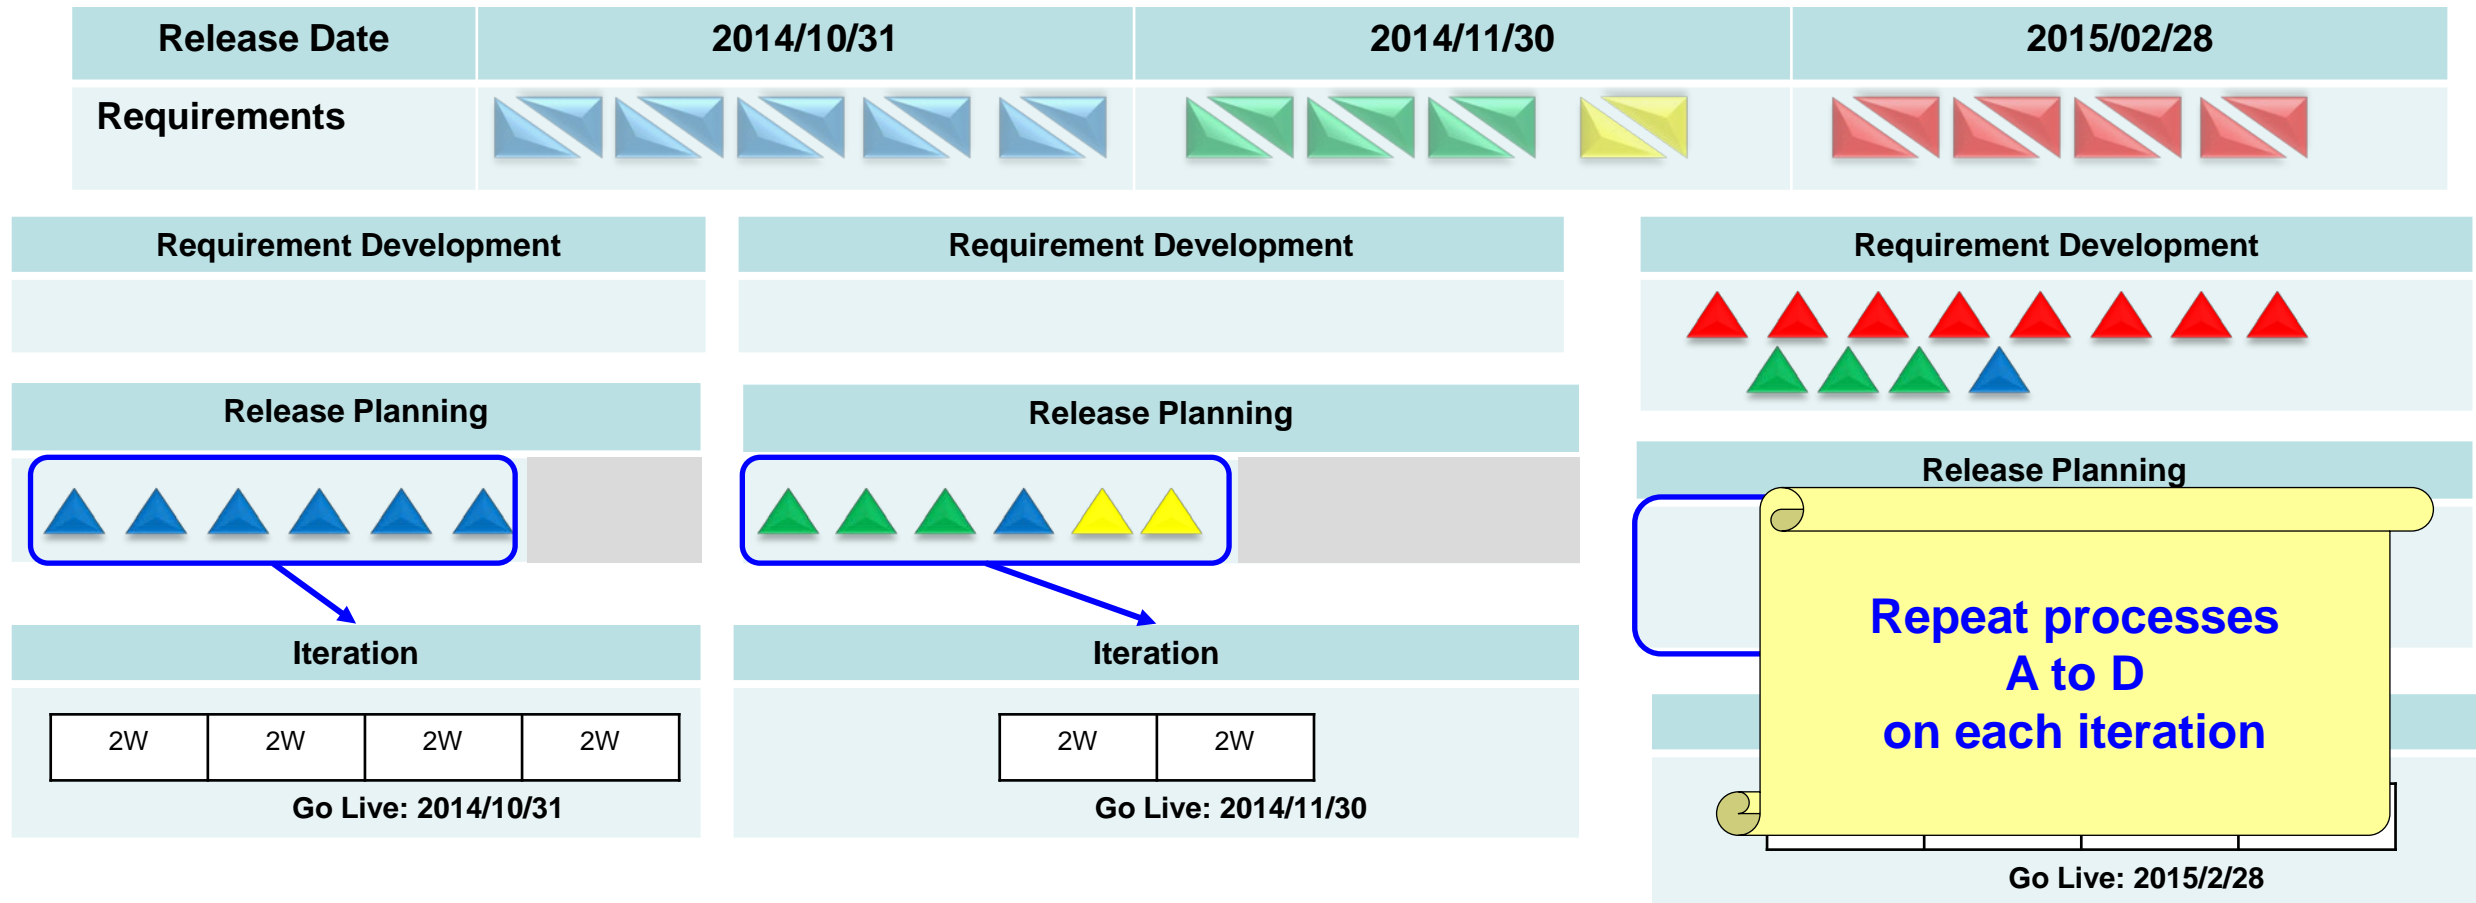 Release Date 2014/10/31 2014/11/30 2015/02/28
Requirements
Requirement Development
Requirement Development
Requirement Development
Release Planning
Release Planning
Release Planning
Iteration
Iteration
Repeat processes
A to D
on each iteration
2W 2W 2W 2W
2W 2W
Go Live: 2014/10/31
Go Live: 2014/11/30
Go Live: 2015/2/28